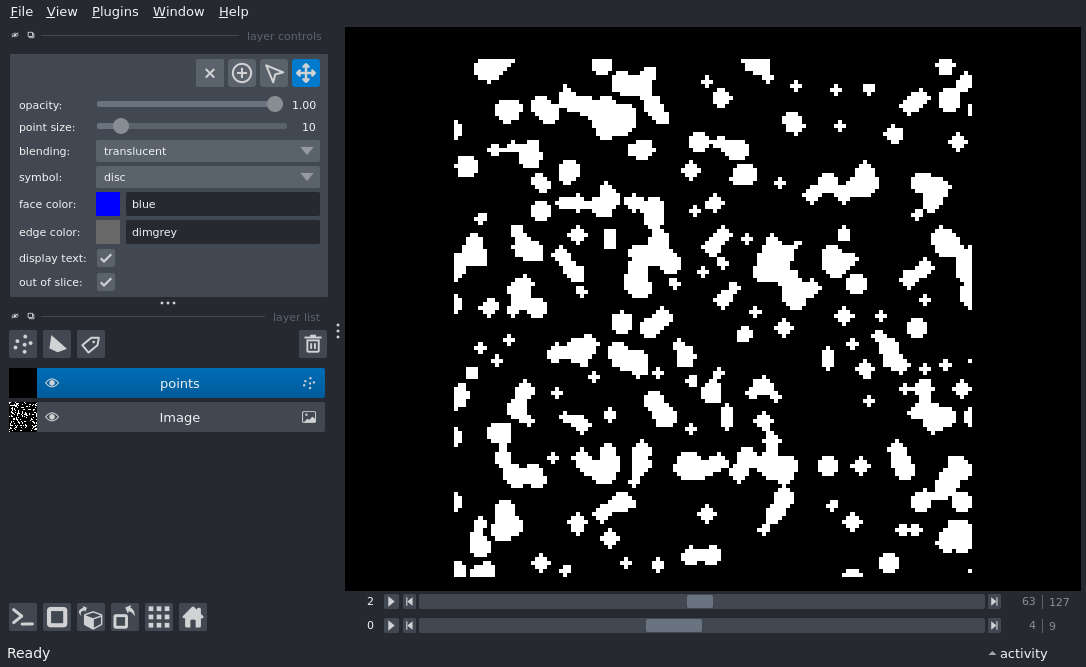 File View Plugins Window Help
layer controls
opacity: 1.00
point size: 10
blending: translucent
symbol: disc
face color: blue
edge color: dimgrey
display text:
out of slice:
layer list
points
Image
2 63 | 127
0 4 | 9
Ready activity